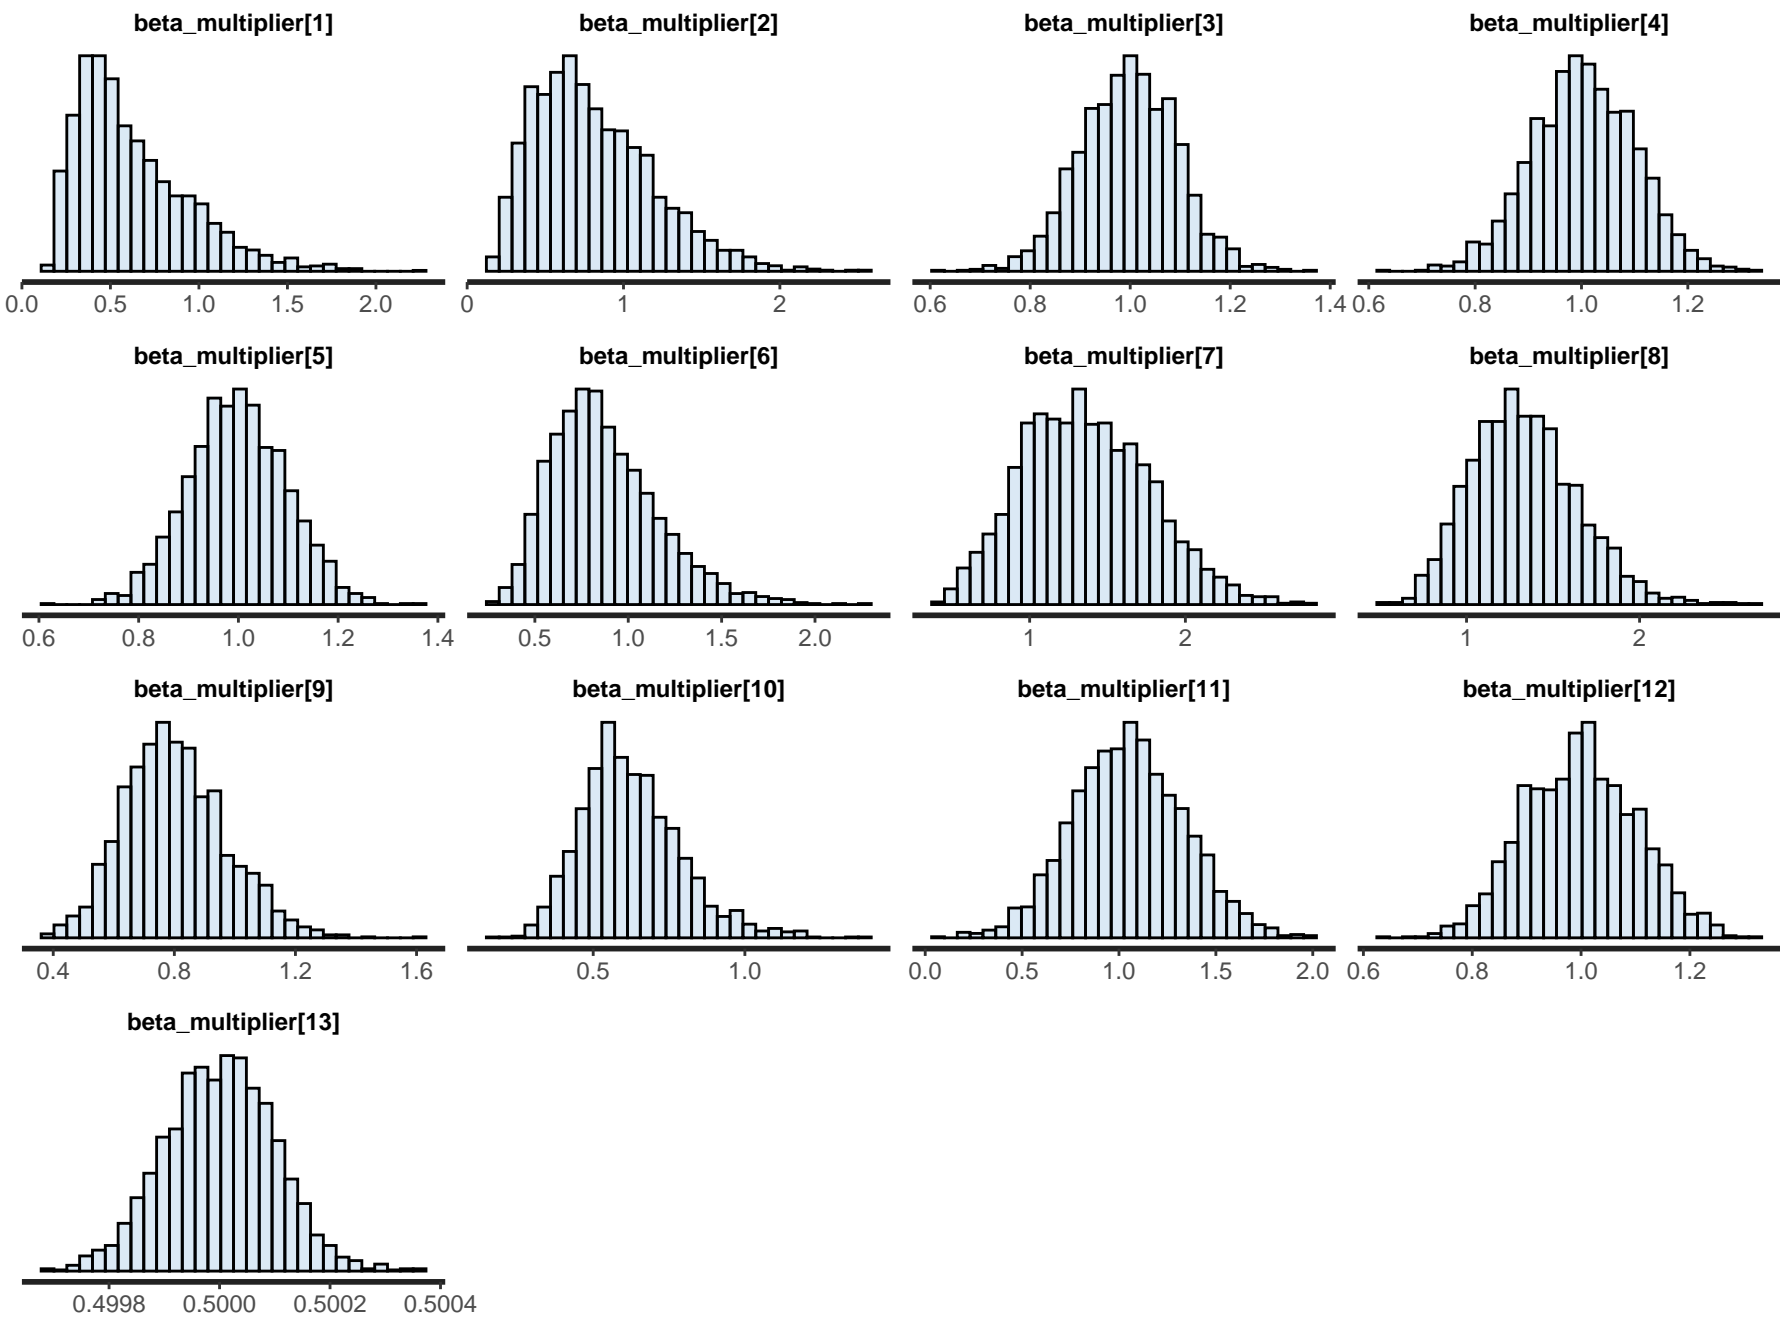 beta_multiplier[1] beta_multiplier[2] beta_multiplier[3] beta_multiplier[4]
0.0 0.5 1.0 1.5 2.0 0 1 2 0.6 0.8 1.0 1.2 1.4 0.6 0.8 1.0 1.2
beta_multiplier[5] beta_multiplier[6] beta_multiplier[7] beta_multiplier[8]
0.6 0.8 1.0 1.2 1.4 0.5 1.0 1.5 2.0 1 2 1 2
beta_multiplier[9] beta_multiplier[10] beta_multiplier[11] beta_multiplier[12]
0.4 0.8 1.2 1.6 0.5 1.0 0.0 0.5 1.0 1.5 2.0 0.6 0.8 1.0 1.2
beta_multiplier[13]
0.4998 0.5000 0.5002 0.5004